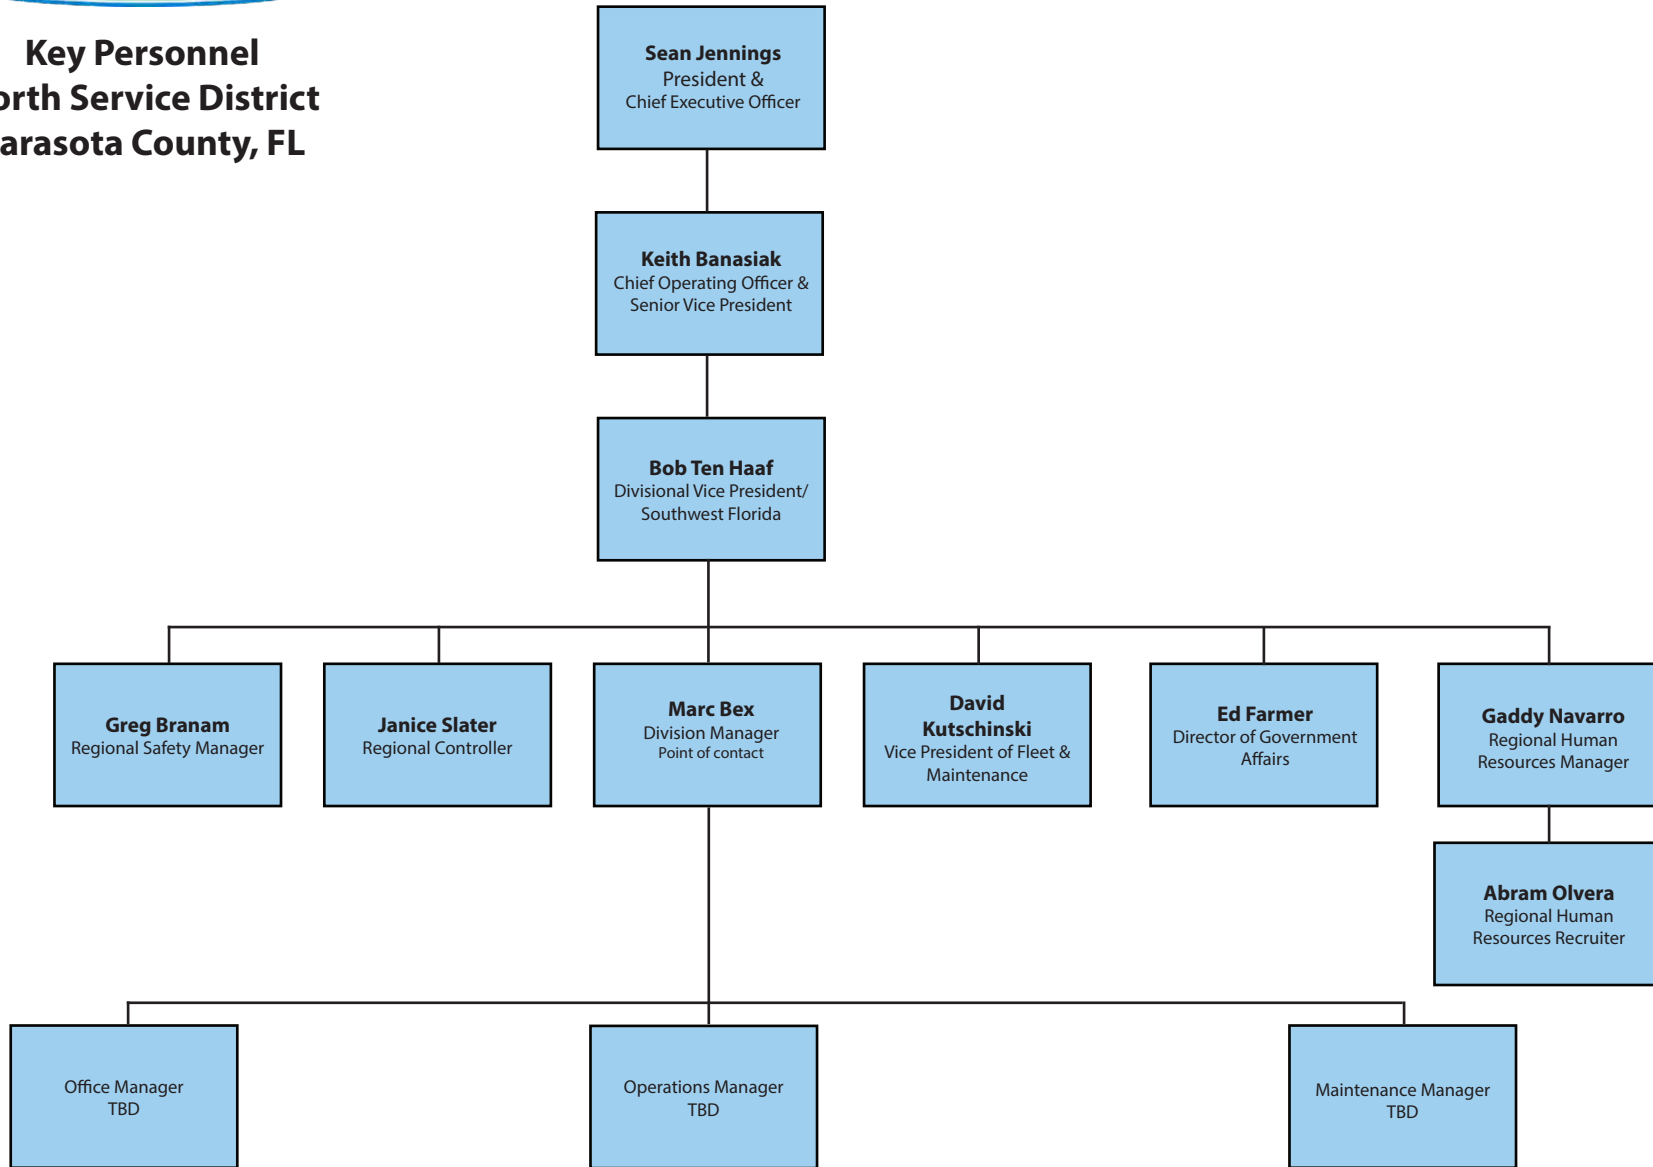 Key Personnel
orth Service District
arasota County, FL
Sean Jennings
President &
Chief Executive Officer
Keith Banasiak
Chief Operating Officer &
Senior Vice President
Bob Ten Haaf
Divisional Vice President/
Southwest Florida
Greg Branam
Regional Safety Manager
Janice Slater
Regional Controller
Marc Bex
Division Manager
Point of contact
David
Kutschinski
Vice President of Fleet &
Maintenance
Ed Farmer
Director of Government
Affairs
Gaddy Navarro
Regional Human
Resources Manager
Abram Olvera
Regional Human
Resources Recruiter
Office Manager
TBD
Operations Manager
TBD
Maintenance Manager
TBD